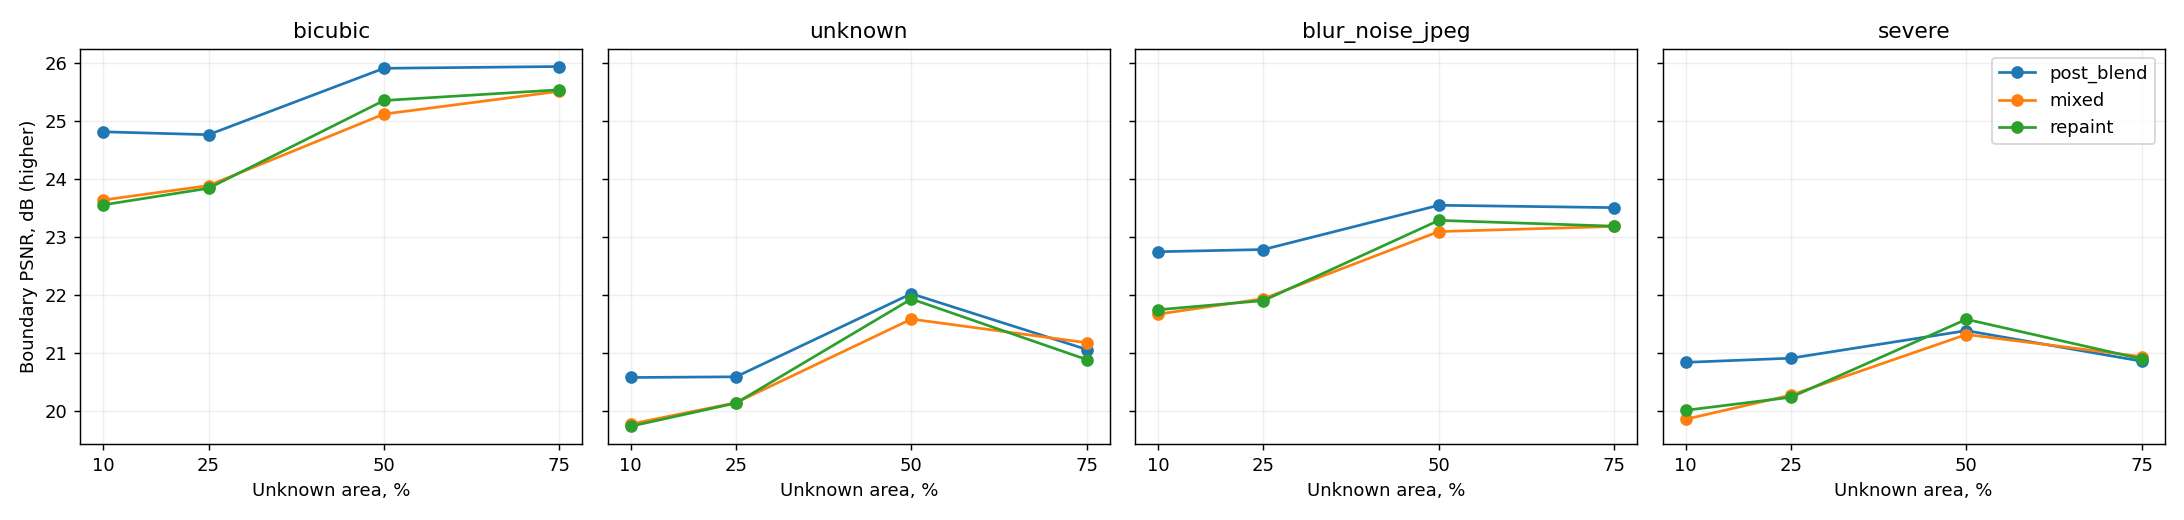 bicubic
unknown
blur_noise_jpeg
severe
Boundary PSNR, dB (higher)
26
25
24
23
22
21
20
post_blend
mixed
repaint
10 25 50 75
10 25 50 75
10 25 50 75
10 25 50 75
Unknown area, %
Unknown area, %
Unknown area, %
Unknown area, %